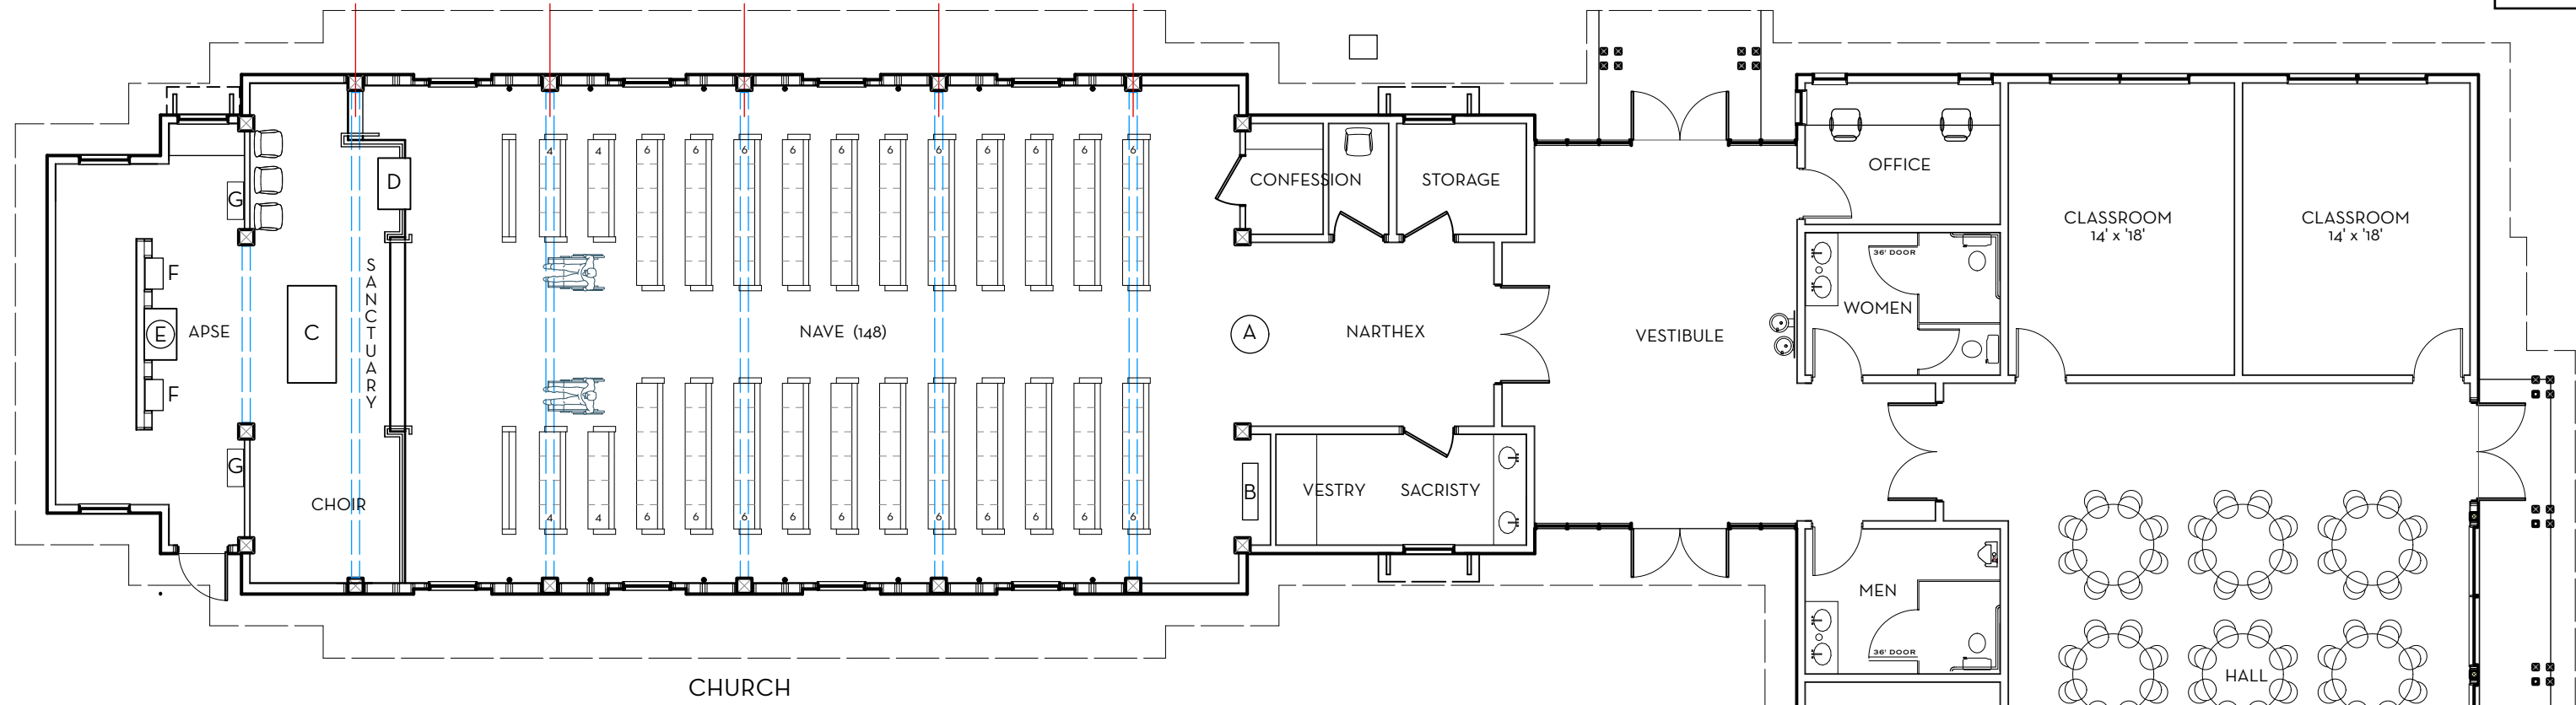 4 4 6 6 6 6 6 6 6 6 6 6 6
CONFESSION
STORAGE
OFFICE
D
G
CLASSROOM
14' x '18'
CLASSROOM
14' x '18'
36' DOOR
F
SANCTUARY
WOMEN
E
APSE
C
NAVE (148)
A
NARTHEX
VESTIBULE
F
G
B
VESTRY
SACRISTY
CHOIR
4 4 6 6 6 6 6 6 6 6 6 6 6
MEN
36' DOOR
HALL
CHURCH